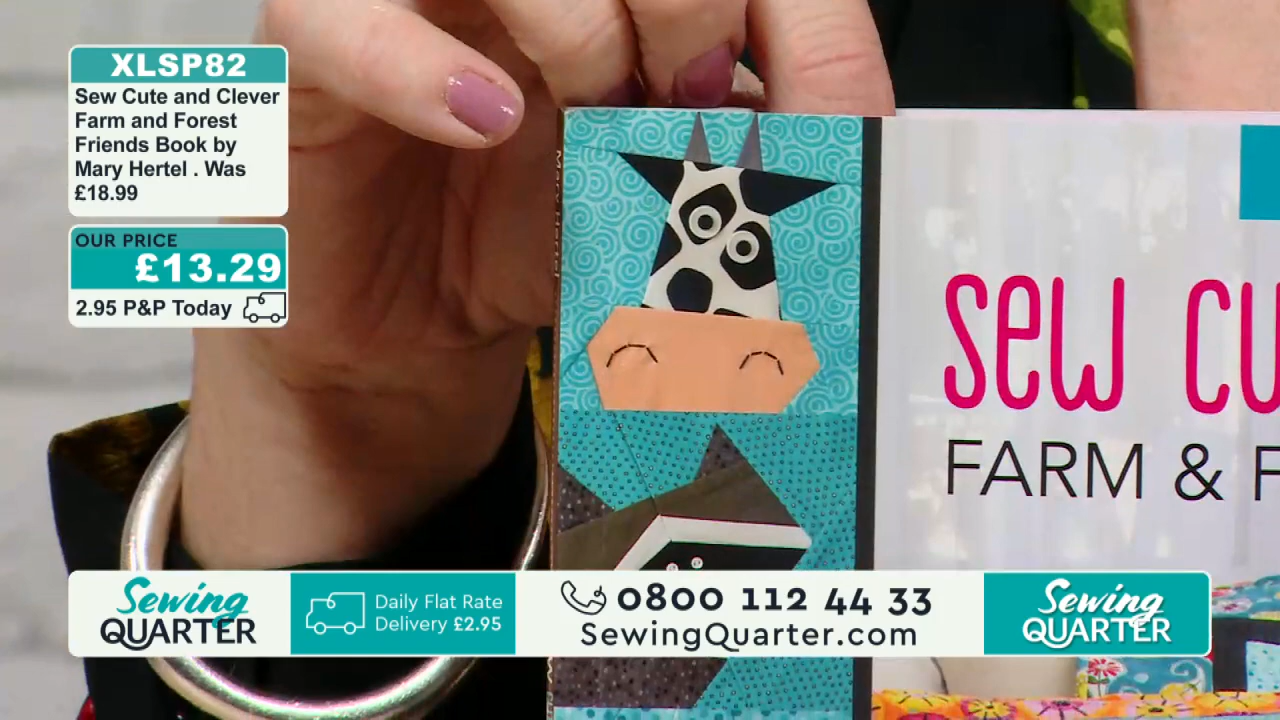 XLSP82
Sew Cute and Clever
Farm and Forest
Friends Book by
Mary Hertel . Was
£18.99
OUR PRICE
£13.29
2.95 P&P Today
Mary Hertel
sew cu
FARM & F
Sewing
QUARTER
Daily Flat Rate
Delivery £2.95
0800 112 44 33
SewingQuarter.com
Sewing
QUARTER